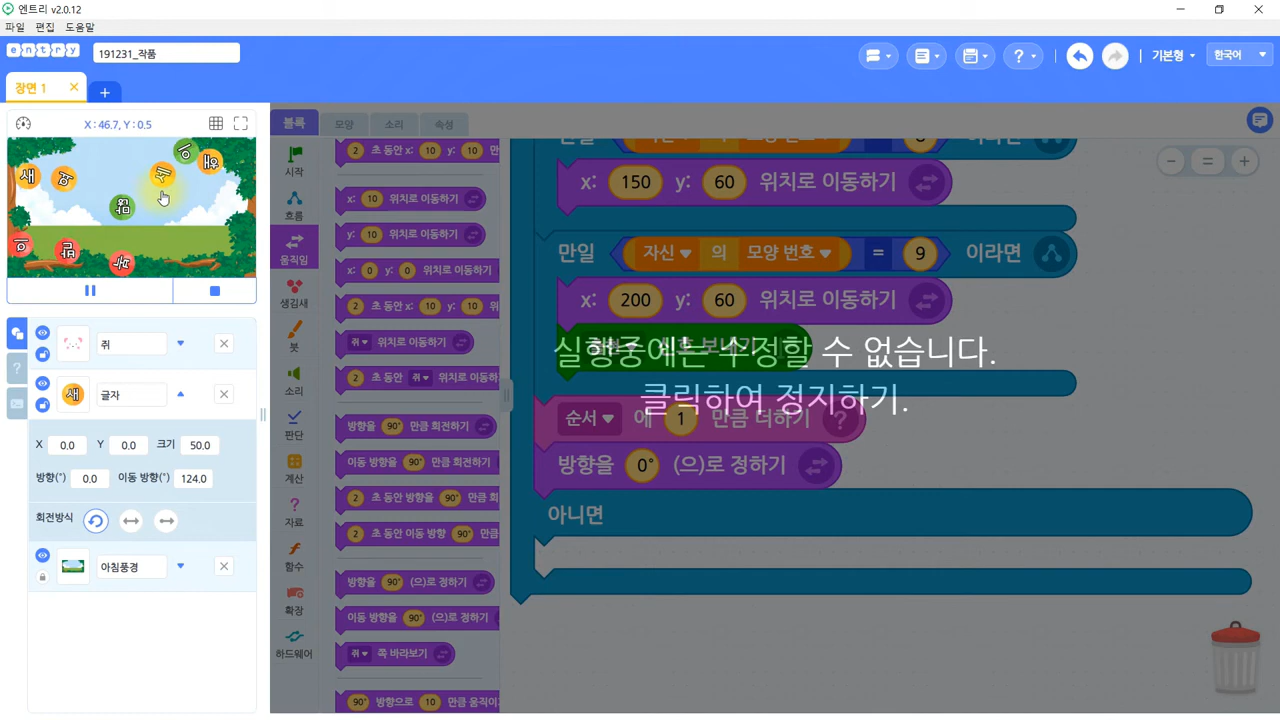 엔트리 v2.0.12
파일 편집 도움말
entry
191231_작품
기본형
한국어
장면 1
X : 46.7, Y : 0.5
블록
모양
소리
속성
시작
흐름
움직임
생김새
붓
소리
판단
계산
자료
함수
확장
하드웨어
2 초 동안 x: 10 y: 10 만
x: 10 위치로 이동하기
y: 10 위치로 이동하기
x: 0 y: 0 위치로 이동하기
2 초 동안 x: 10 y: 10 위
쥐 위치로 이동하기
2 초 동안 쥐 위치로 이동하
방향을 90° 만큼 회전하기
이동 방향을 90° 만큼 회전하기
2 초 동안 방향을 90° 만큼 회
2 초 동안 이동 방향 90° 만큼
방향을 90° (으)로 정하기
이동 방향을 90° (으)로 정하기
쥐 쪽 바라보기
90° 방향으로 10 만큼 움직이
x: 150 y: 60 위치로 이동하기
만일 자신 의 모양 번호 = 9 이라면
x: 200 y: 60 위치로 이동하기
실행중에는 수정할 수 없습니다.
클릭하여 정지하기.
순서 에 1 만큼 더하기
방향을 0° (으)로 정하기
아니면
쥐
새 글자
X 0.0 Y 0.0 크기 50.0
방향(°) 0.0 이동 방향(°) 124.0
회전방식
아침풍경